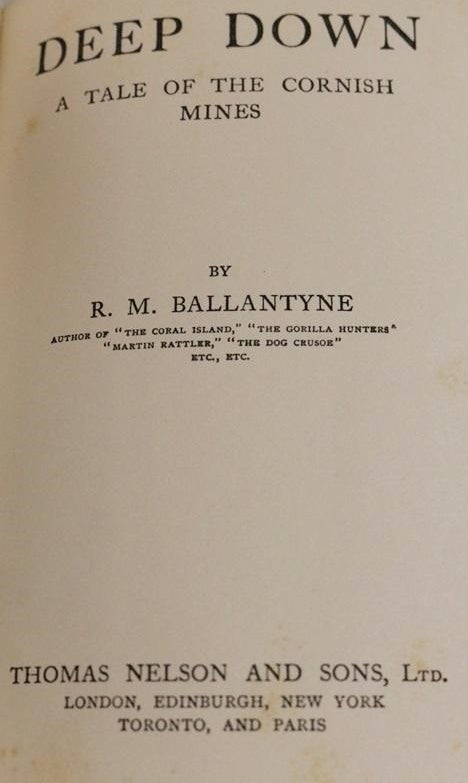 DEEP DOWN
A TALE OF THE CORNISH
MINES
BY
R. M. BALLANTYNE
AUTHOR OF "THE CORAL ISLAND," "THE GORILLA HUNTERS"
"MARTIN RATTLER," "THE DOG CRUSOE"
ETC., ETC.
THOMAS NELSON AND SONS, LTD.
LONDON, EDINBURGH, NEW YORK
TORONTO, AND PARIS